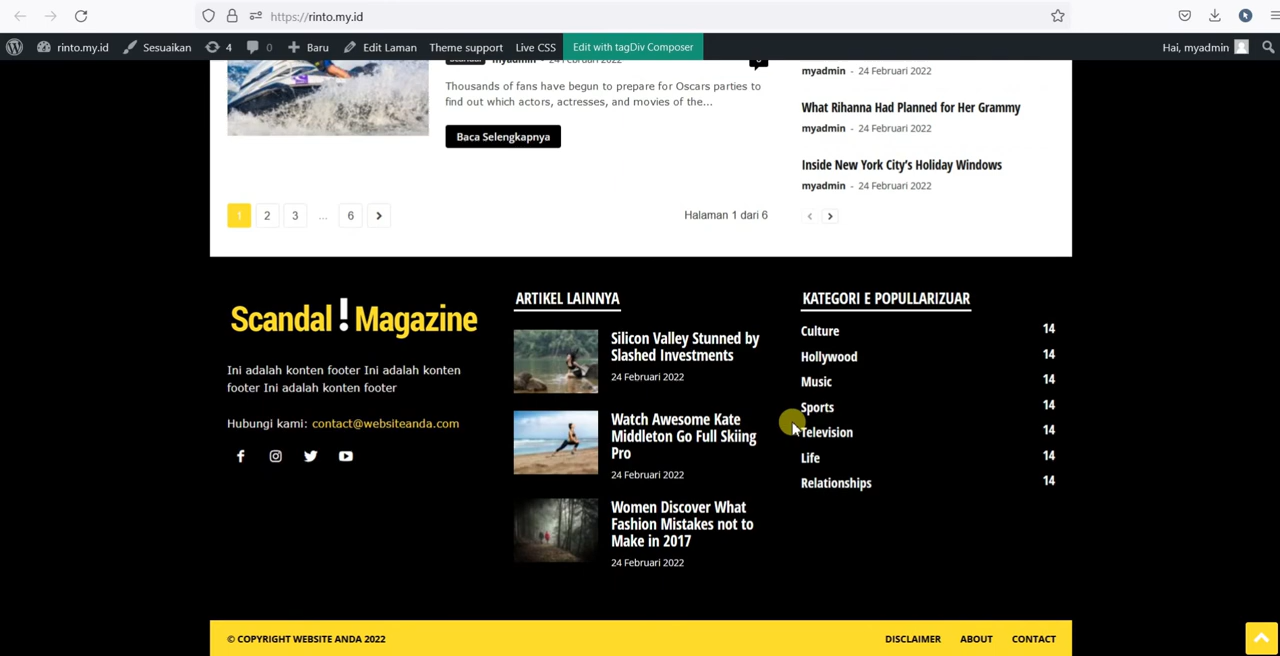 https://rinto.my.id
rinto.my.id
Sesuaikan
4
0
Baru
Edit Laman
Theme support
Live CSS
Edit with tagDiv Composer
Hai, myadmin
Thousands of fans have begun to prepare for Oscars parties to
find out which actors, actresses, and movies of the...
Baca Selengkapnya
1
2
3
...
6
Halaman 1 dari 6
myadmin - 24 Februari 2022
What Rihanna Had Planned for Her Grammy
myadmin - 24 Februari 2022
Inside New York City's Holiday Windows
myadmin - 24 Februari 2022
Scandal!Magazine
Ini adalah konten footer Ini adalah konten
footer Ini adalah konten footer
Hubungi kami: contact@websiteanda.com
ARTIKEL LAINNYA
Silicon Valley Stunned by
Slashed Investments
24 Februari 2022
Watch Awesome Kate
Middleton Go Full Skiing
Pro
24 Februari 2022
Women Discover What
Fashion Mistakes not to
Make in 2017
24 Februari 2022
KATEGORI E POPULLARIZUAR
Culture 14
Hollywood 14
Music 14
Sports 14
Television 14
Life 14
Relationships 14
© COPYRIGHT WEBSITE ANDA 2022
DISCLAIMER
ABOUT
CONTACT